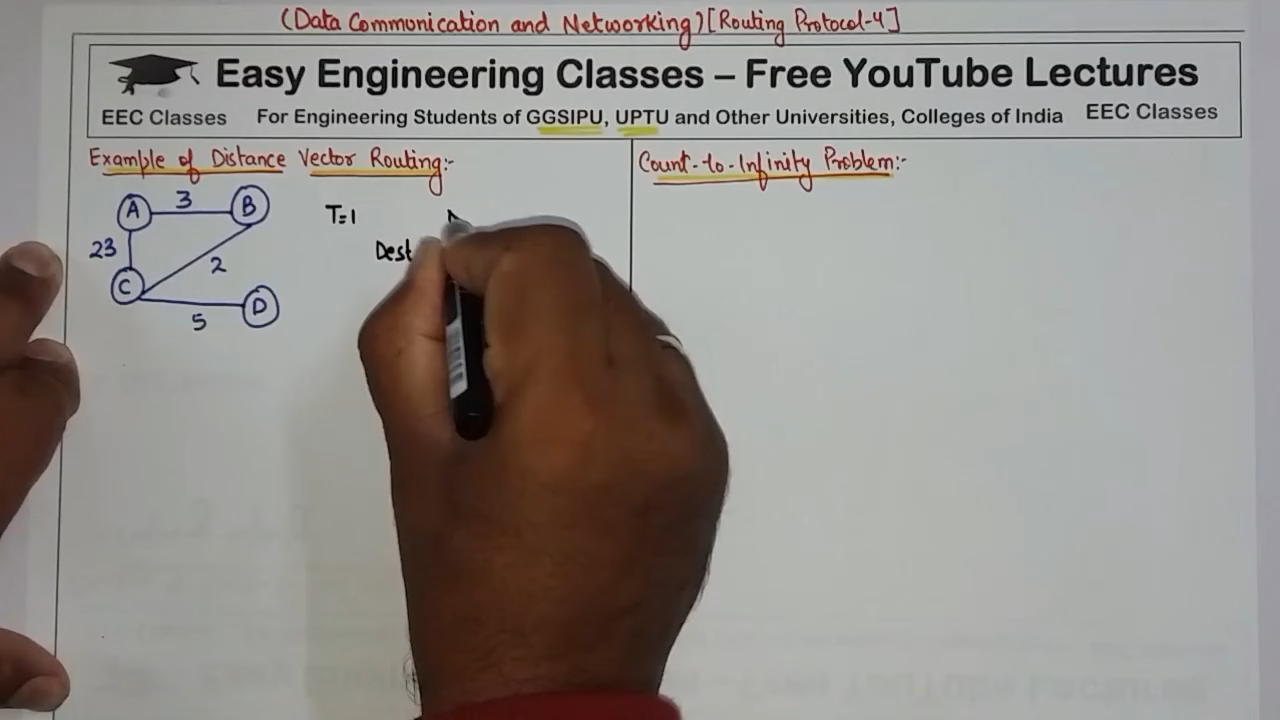 (Data Communication and Networking) [Routing Protocol-4]
Easy Engineering Classes – Free YouTube Lectures
EEC Classes For Engineering Students of GGSIPU, UPTU and Other Universities, Colleges of India EEC Classes
Example of Distance Vector Routing:-
Count-to-Infinity Problem:-
A 3 B
T=1
23
2
Dest
C
D
5